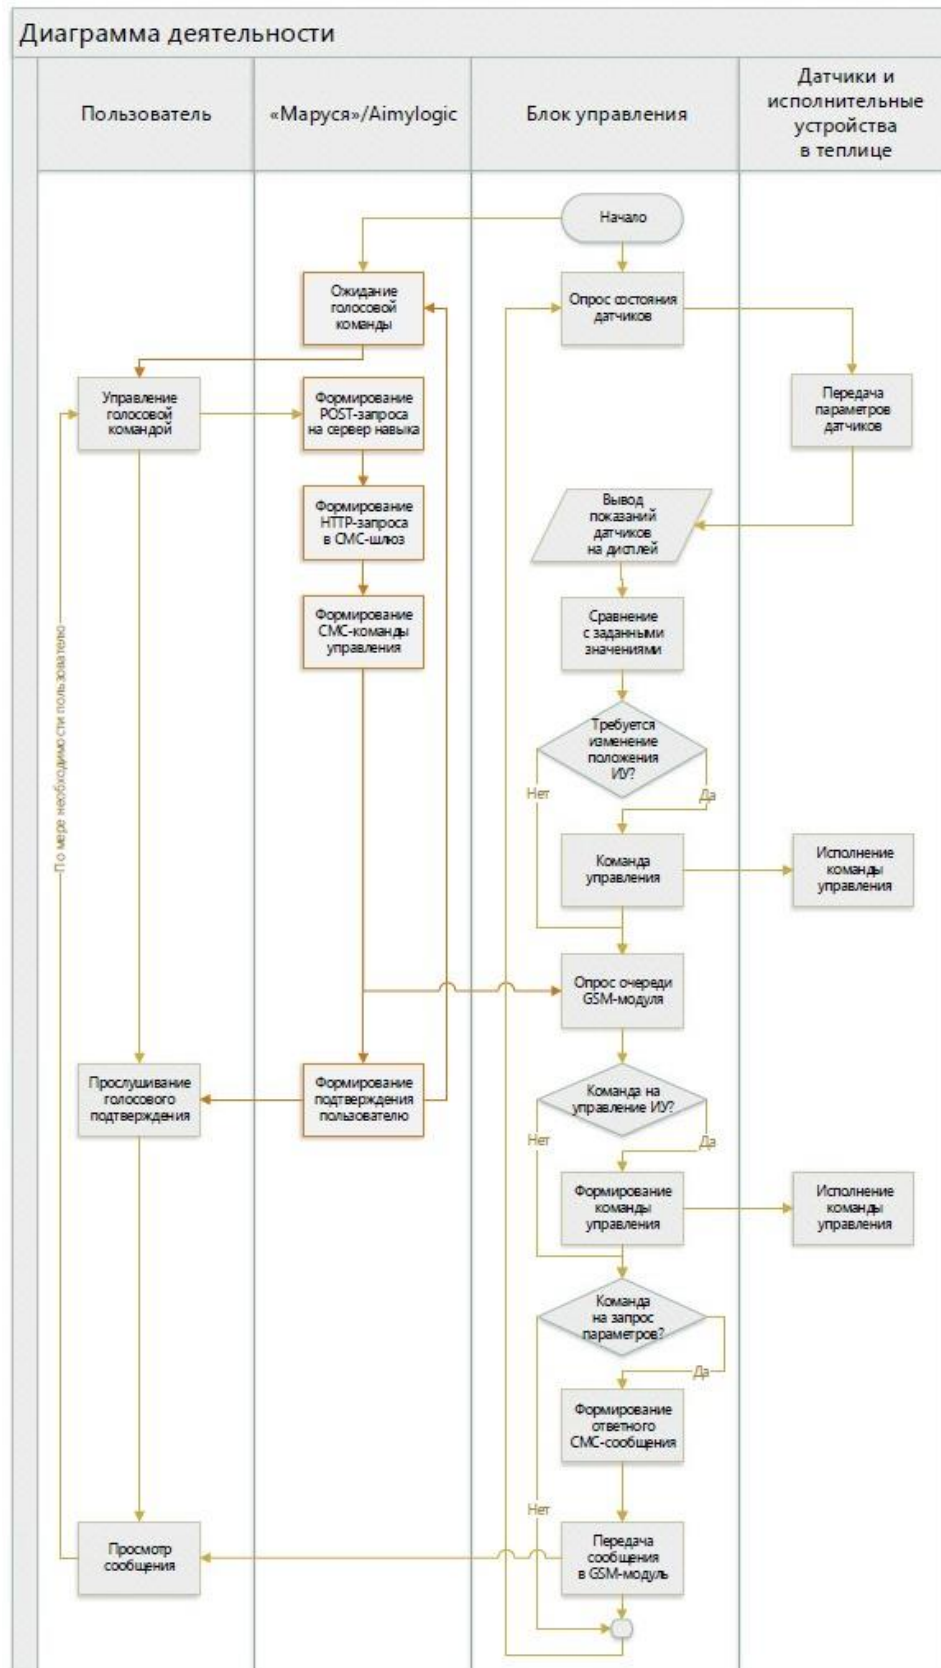 Диаграмма деятельности
Пользователь
«Маруся»/Aimylogic
Блок управления
Датчики и
исполнительные
устройства
в теплице
Начало
Ожидание
голосовой
команды
Опрос состояния
датчиков
Управление
голосовой
командой
Формирование
POST-запроса
на сервер навыка
Передача
параметров
датчиков
Формирование
HTTP-запроса
в СМС-шлюз
Вывод
показаний
датчиков
на дисплей
Формирование
СМС-команды
управления
Сравнение
с заданными
значениями
По мере необходимости пользователю
Требуется
изменение
положения
ИУ?
Нет
Да
Команда
управления
Исполнение
команды
управления
Опрос очереди
GSM-модуля
Прослушивание
голосового
подтверждения
Формирование
подтверждения
пользователю
Команда на
управление ИУ?
Нет
Да
Формирование
команды
управления
Исполнение
команды
управления
Команда
на запрос
параметров?
Да
Формирование
ответного
СМС-сообщения
Нет
Просмотр
сообщения
Передача
сообщения
в GSM-модуль